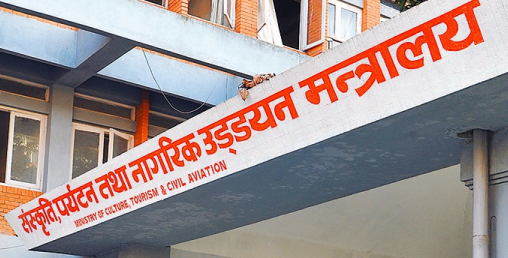 संस्कृति, पर्यटन तथा नागरिक उड्डयन मन्त्रालय
MINISTRY OF CULTURE, TOURISM & CIVIL AVIATION